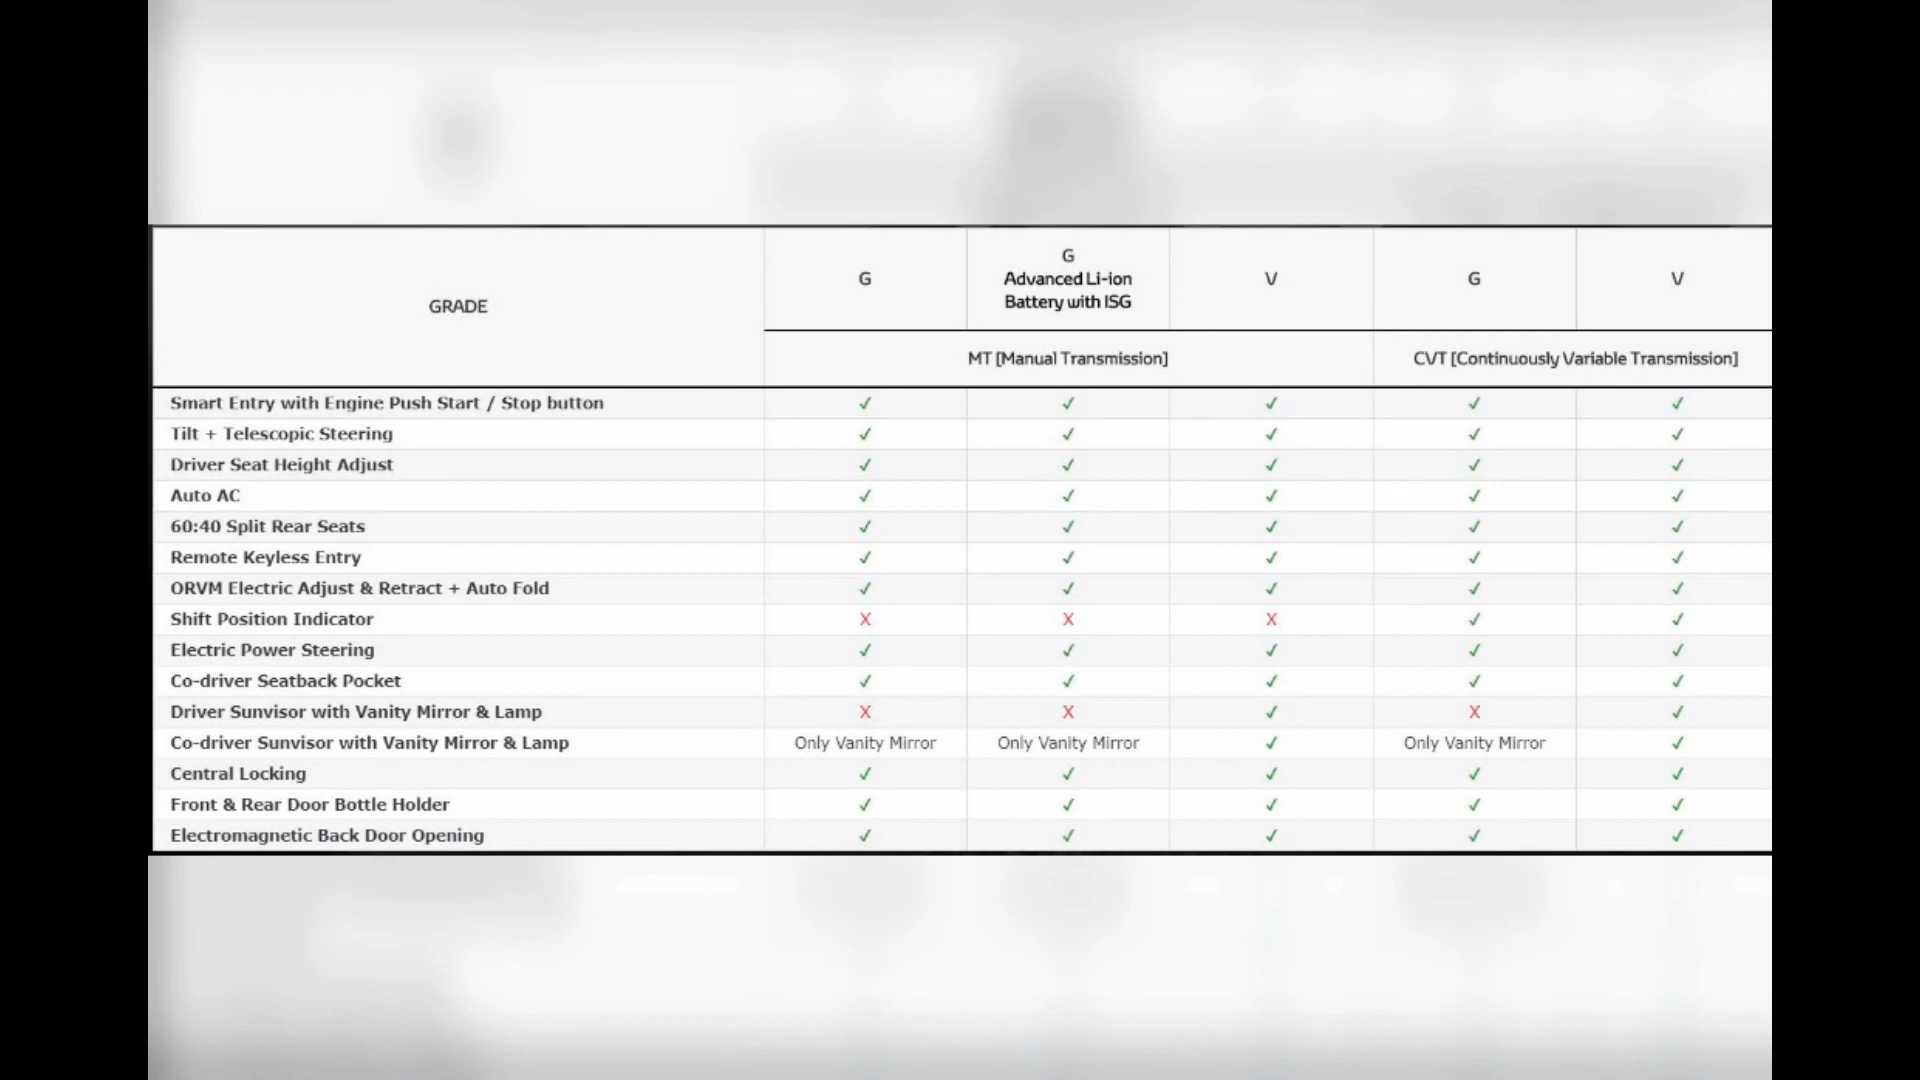 GRADE
G
G
Advanced Li-ion
Battery with ISG
V
G
V
MT [Manual Transmission]
CVT [Continuously Variable Transmission]
Smart Entry with Engine Push Start / Stop button ✓ ✓ ✓ ✓ ✓
Tilt + Telescopic Steering ✓ ✓ ✓ ✓ ✓
Driver Seat Height Adjust ✓ ✓ ✓ ✓ ✓
Auto AC ✓ ✓ ✓ ✓ ✓
60:40 Split Rear Seats ✓ ✓ ✓ ✓ ✓
Remote Keyless Entry ✓ ✓ ✓ ✓ ✓
ORVM Electric Adjust & Retract + Auto Fold ✓ ✓ ✓ ✓ ✓
Shift Position Indicator X X X ✓ ✓
Electric Power Steering ✓ ✓ ✓ ✓ ✓
Co-driver Seatback Pocket ✓ ✓ ✓ ✓ ✓
Driver Sunvisor with Vanity Mirror & Lamp X X ✓ X ✓
Co-driver Sunvisor with Vanity Mirror & Lamp Only Vanity Mirror Only Vanity Mirror ✓ Only Vanity Mirror ✓
Central Locking ✓ ✓ ✓ ✓ ✓
Front & Rear Door Bottle Holder ✓ ✓ ✓ ✓ ✓
Electromagnetic Back Door Opening ✓ ✓ ✓ ✓ ✓